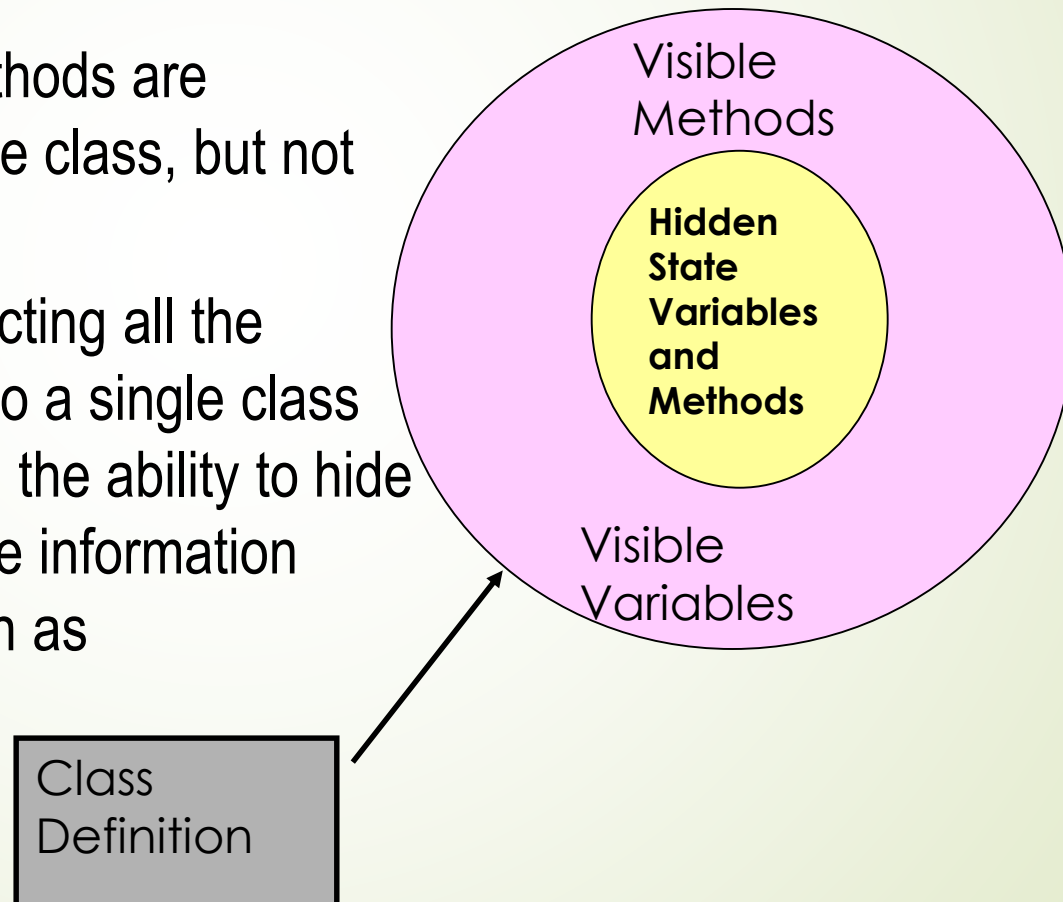 thods are
e class, but not
cting all the
o a single class
the ability to hide
e information
n as
Visible
Methods
Hidden
State
Variables
and
Methods
Visible
Variables
Class
Definition